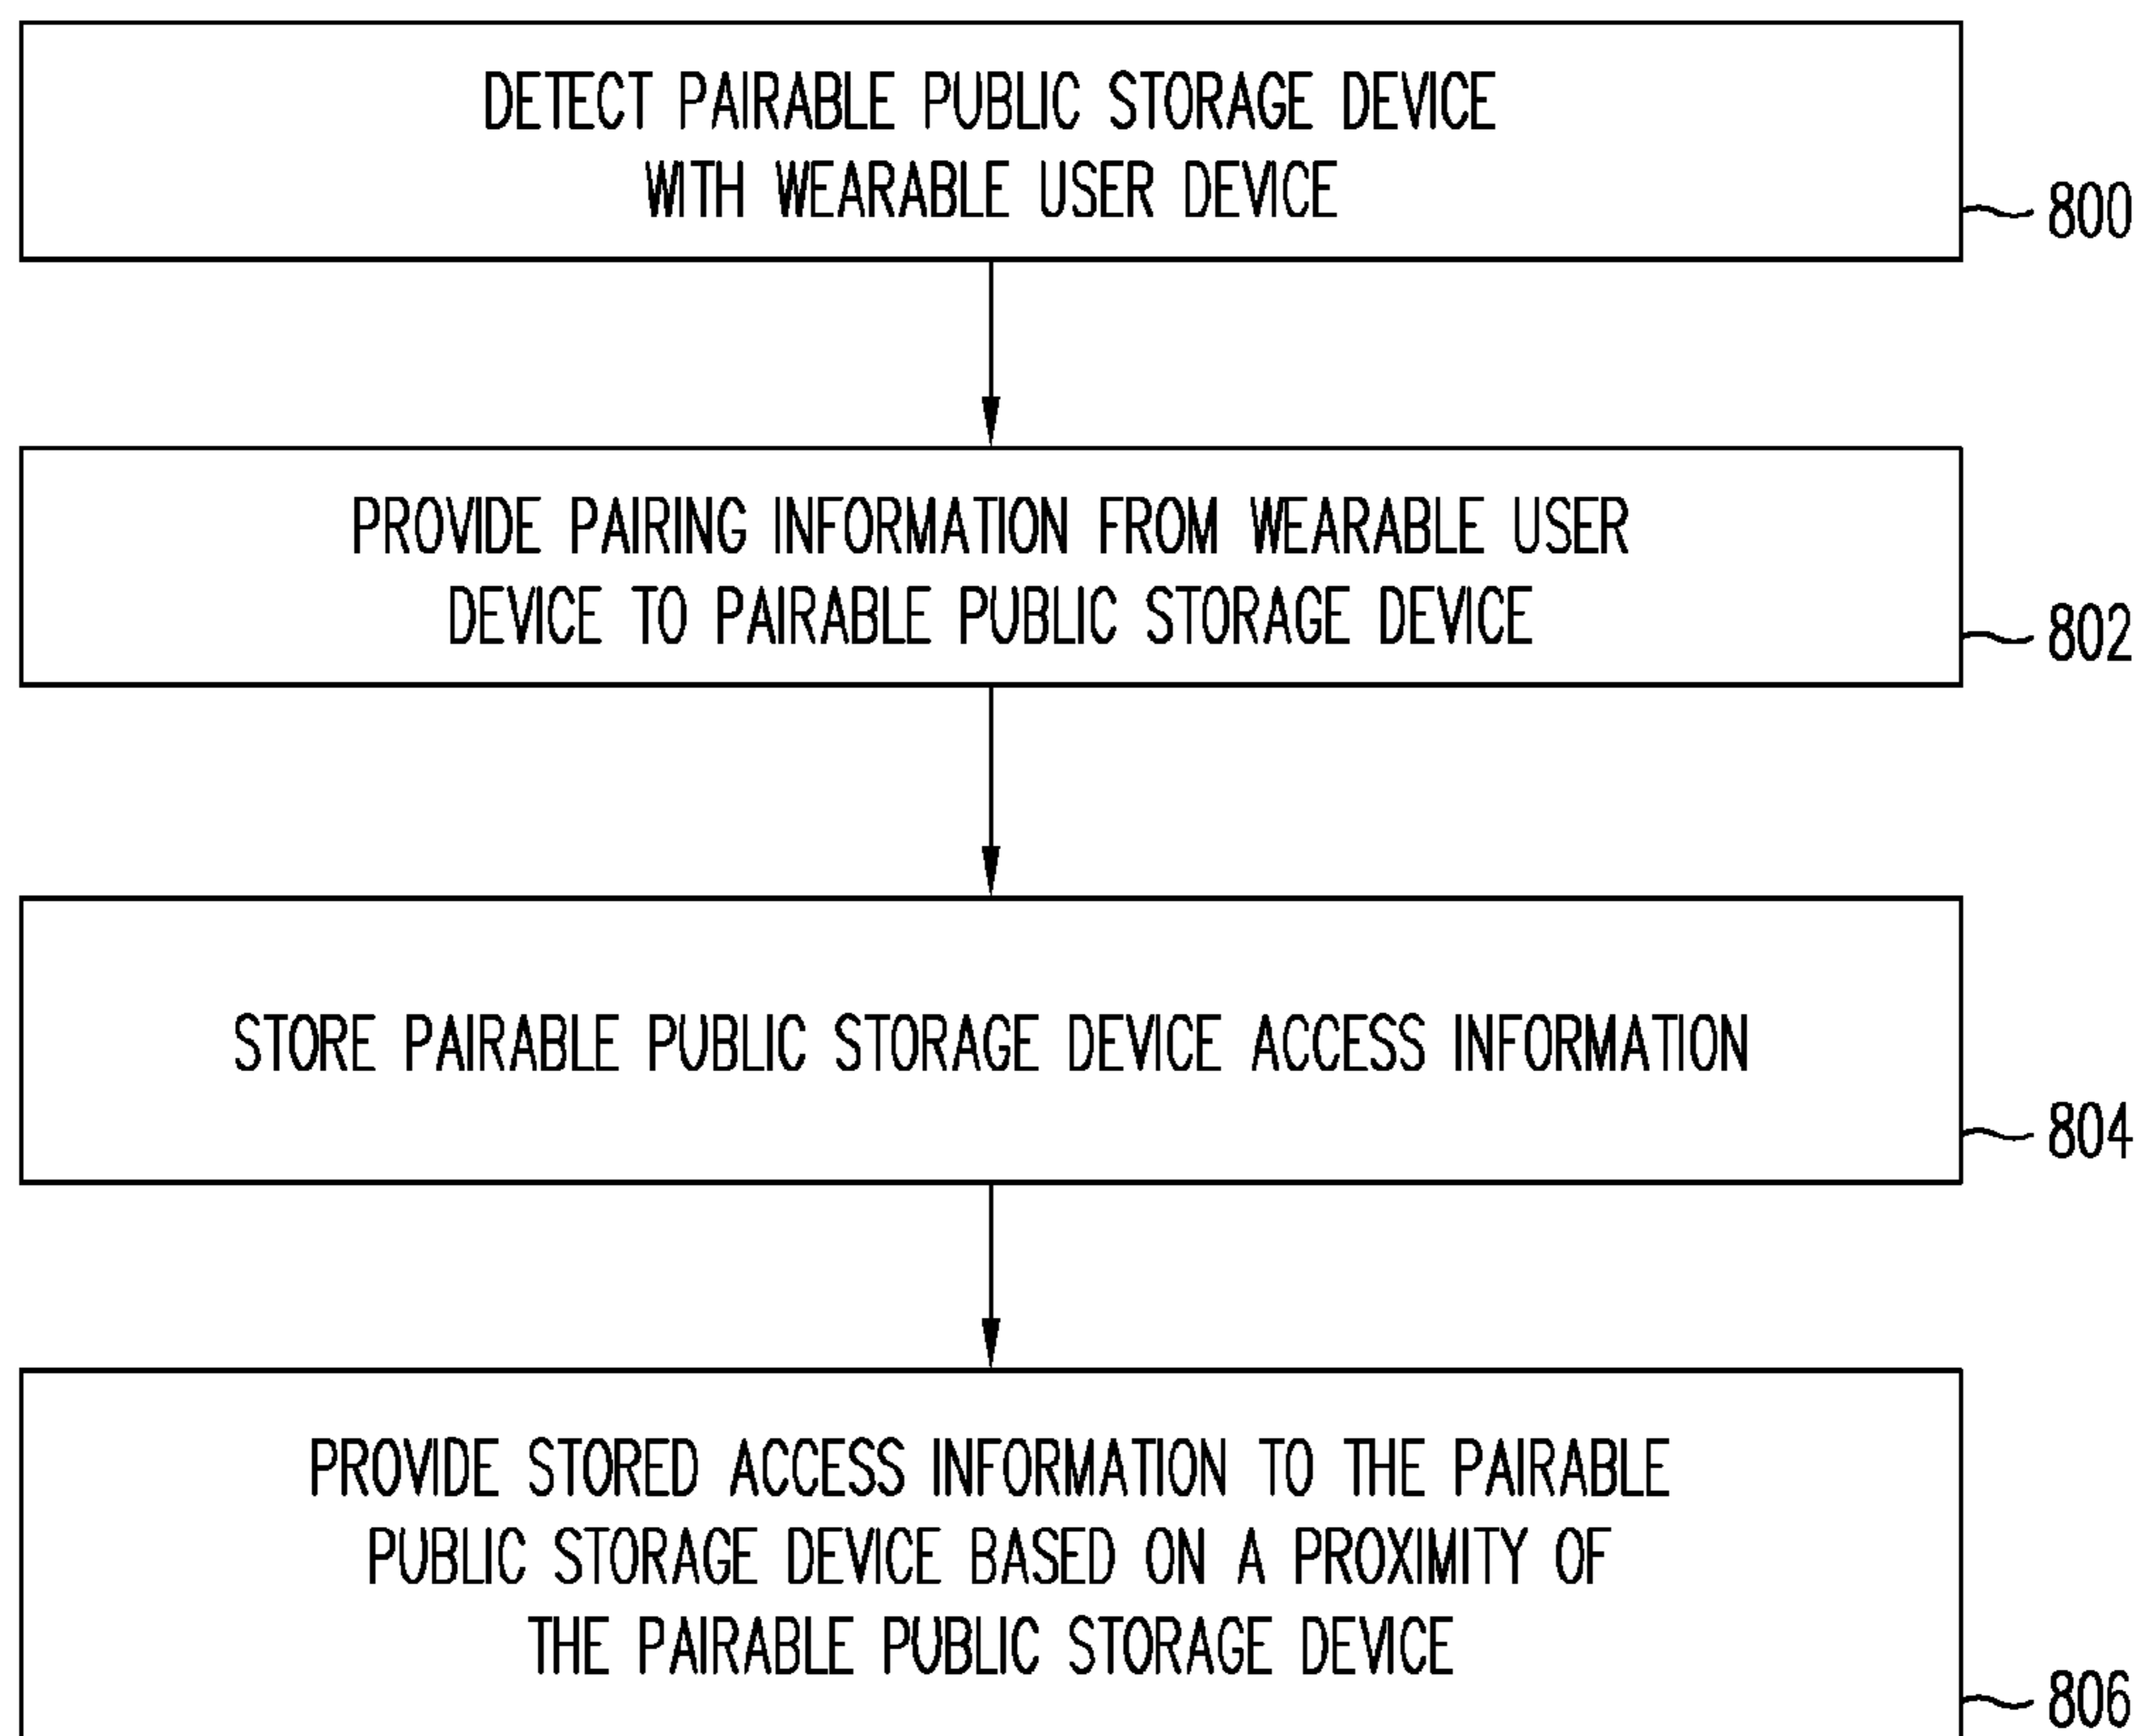 DETECT PAIRABLE PUBLIC STORAGE DEVICE
WITH WEARABLE USER DEVICE
800
PROVIDE PAIRING INFORMATION FROM WEARABLE USER
DEVICE TO PAIRABLE PUBLIC STORAGE DEVICE
802
STORE PAIRABLE PUBLIC STORAGE DEVICE ACCESS INFORMATION
804
PROVIDE STORED ACCESS INFORMATION TO THE PAIRABLE
PUBLIC STORAGE DEVICE BASED ON A PROXIMITY OF
THE PAIRABLE PUBLIC STORAGE DEVICE
806